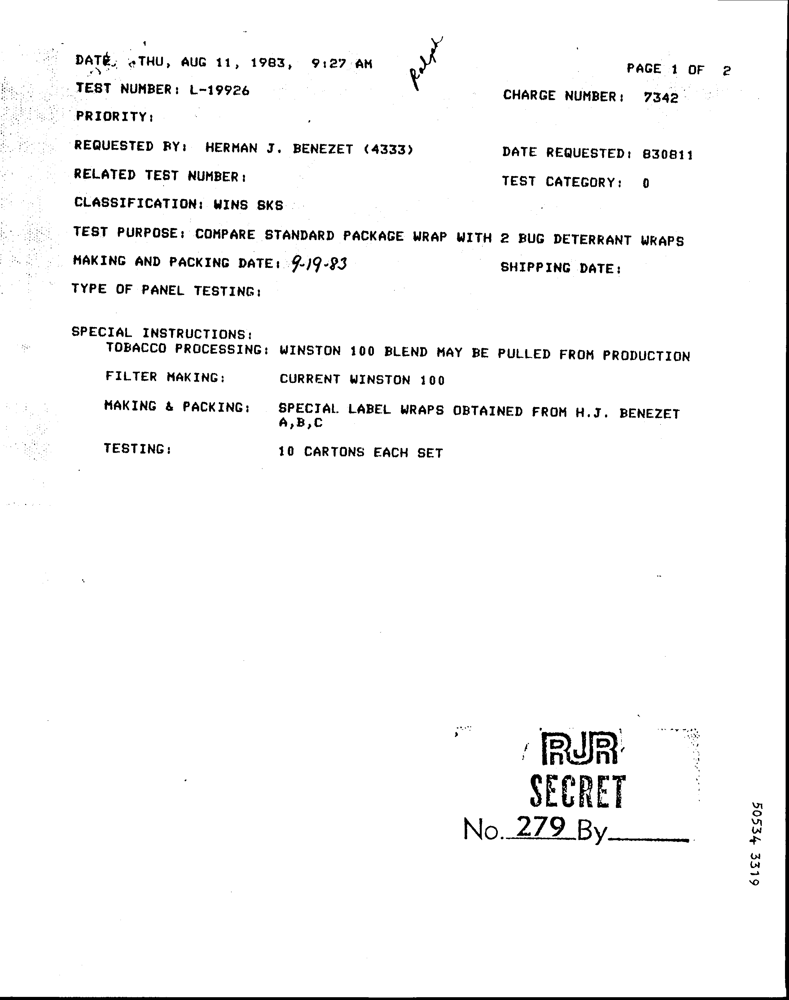 Ralph
DATE: THU, AUG 11, 1983, 9:27 AM
PAGE 1 OF 2
TEST NUMBER: L-19926
CHARGE NUMBER: 7342
PRIORITY:
REQUESTED BY: HERMAN J. BENEZET (4333)
DATE REQUESTED: 830811
RELATED TEST NUMBER:
TEST CATEGORY: 0
CLASSIFICATION: WINS SKS
TEST PURPOSE: COMPARE STANDARD PACKAGE WRAP WITH 2 BUG DETERRANT WRAPS
MAKING AND PACKING DATE: 9-19-83
SHIPPING DATE:
TYPE OF PANEL TESTING:
SPECIAL INSTRUCTIONS:
TOBACCO PROCESSING: WINSTON 100 BLEND MAY BE PULLED FROM PRODUCTION
FILTER MAKING: CURRENT WINSTON 100
MAKING & PACKING: SPECIAL LABEL WRAPS OBTAINED FROM H.J. BENEZET
A,B,C
TESTING: 10 CARTONS EACH SET
RJR
SECRET
No. 279 By
50534 3319